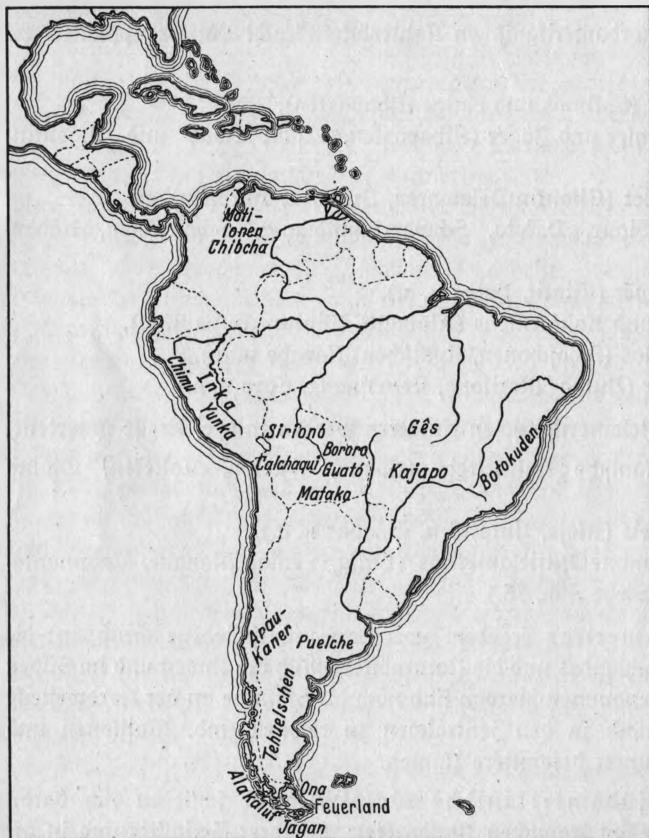 Moti-
lonen
Chibcha
Inka
Chimu
Yunka
Sirionó
Gês
Bororo
Calchaqui
Guató
Kajapo
Botokuden
Mataka
Arau-
Kaner
Puelche
Tehuelschen
Alakaluf
Ona
Feuerland
Jagan